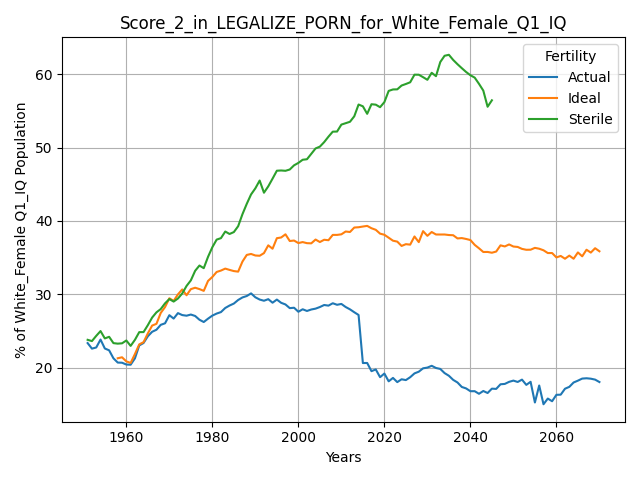 Score_2_in_LEGALIZE_PORN_for_White_Female_Q1_IQ
% of White_Female Q1_IQ Population
60
50
40
30
20
Fertility
Actual
Ideal
Sterile
1960 1980 2000 2020 2040 2060
Years